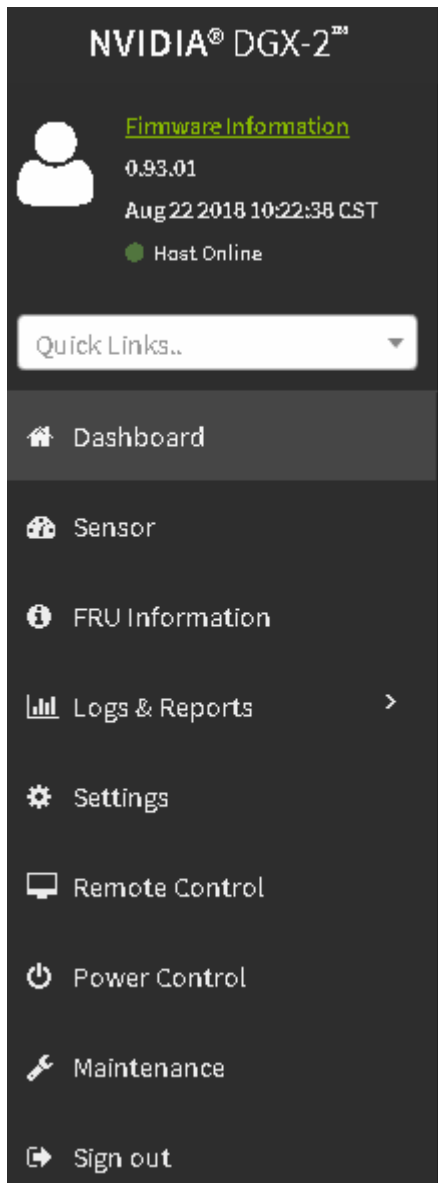 NVIDIA® DGX-2™
Firmware Information
0.93.01
Aug 22 2018 10:22:38 CST
Host Online
Quick Links..
Dashboard
Sensor
FRU Information
Logs & Reports
Settings
Remote Control
Power Control
Maintenance
Sign out